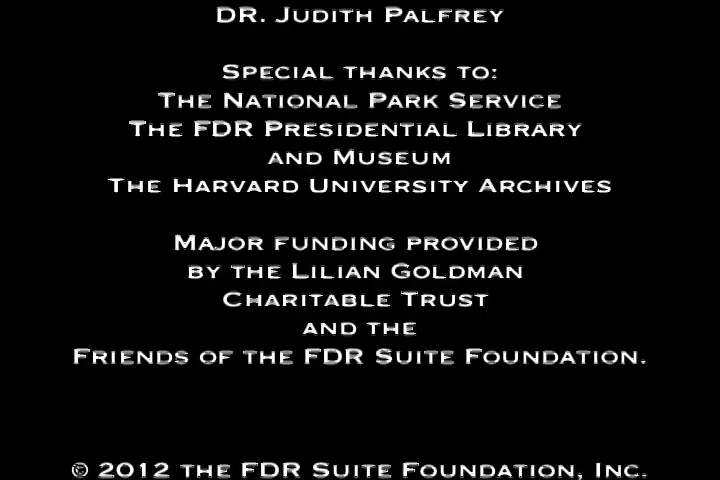 DR. Judith Palfrey
Special thanks to:
The National Park Service
The FDR Presidential Library
and Museum
The Harvard University Archives
Major funding provided
by the Lilian Goldman
Charitable Trust
and the
Friends of the FDR Suite Foundation.
© 2012 the FDR Suite Foundation, Inc.